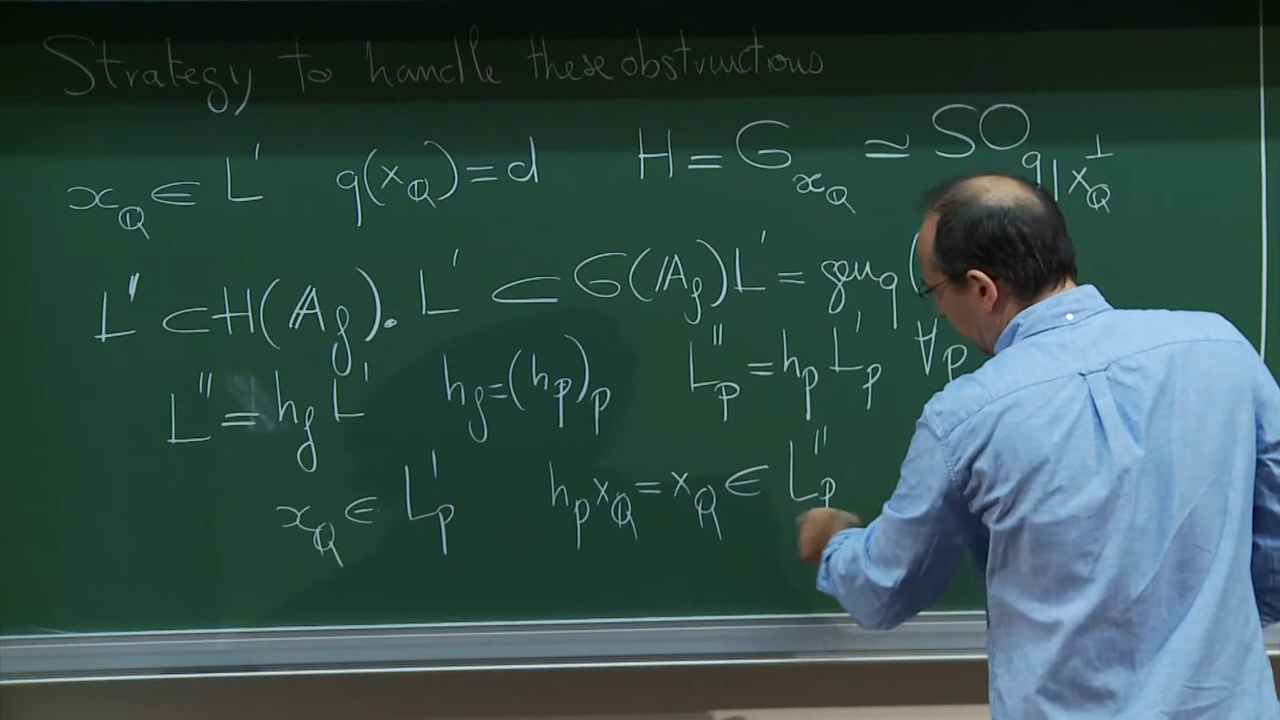 Strategy to handle these obstructions
x_Q ∈ L' q(x_Q) = d H = G_{x_Q} ≃ SO_{q|x_Q^⊥}
L'' ⊂ H(𝔸_f). L' ⊂ G(𝔸_f)L' = gen_q(
L'' = h_f L' h_f = (h_p)_p L''_p = h_p L'_p ∀p
x_Q ∈ L'_p h_p x_Q = x_Q ∈ L''_p